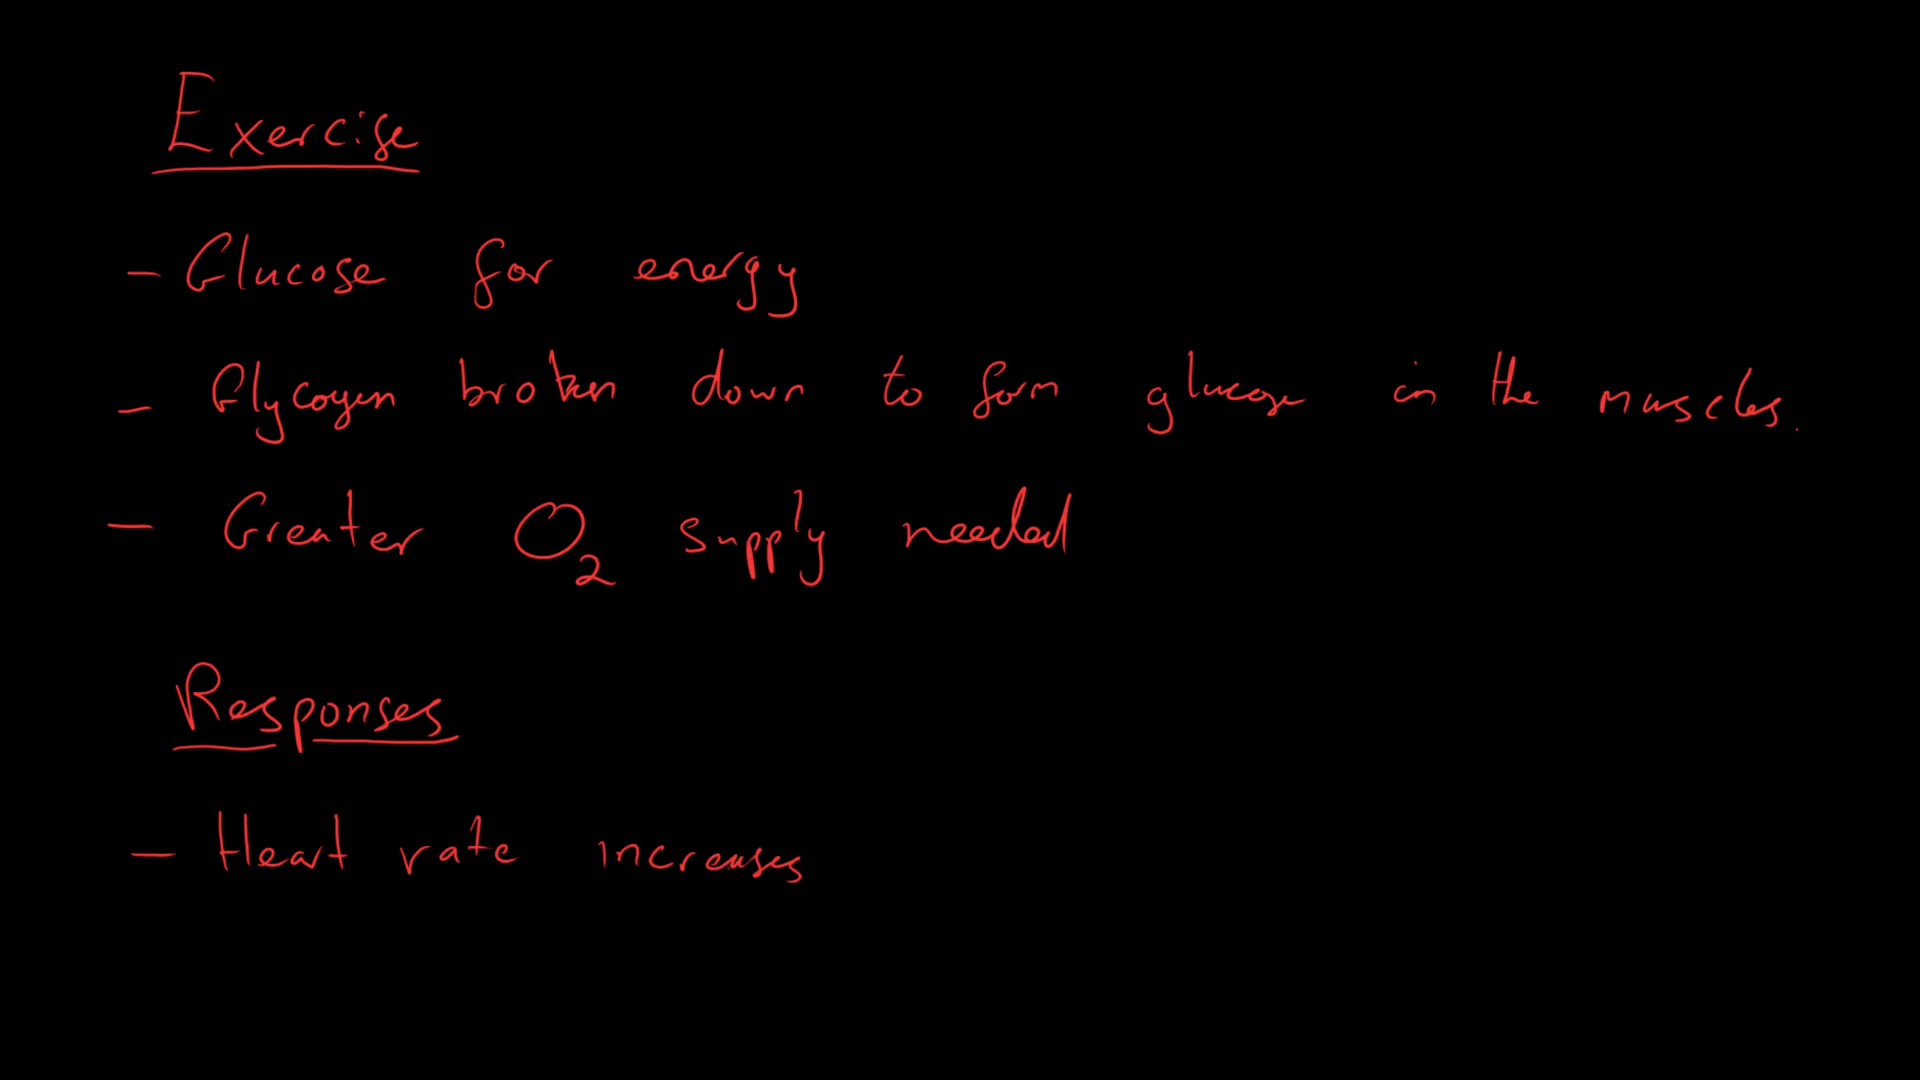 Exercise
- Glucose for energy
- Glycogen broken down to form glucose in the muscles.
- Greater O₂ supply needed
Responses
- Heart rate increases